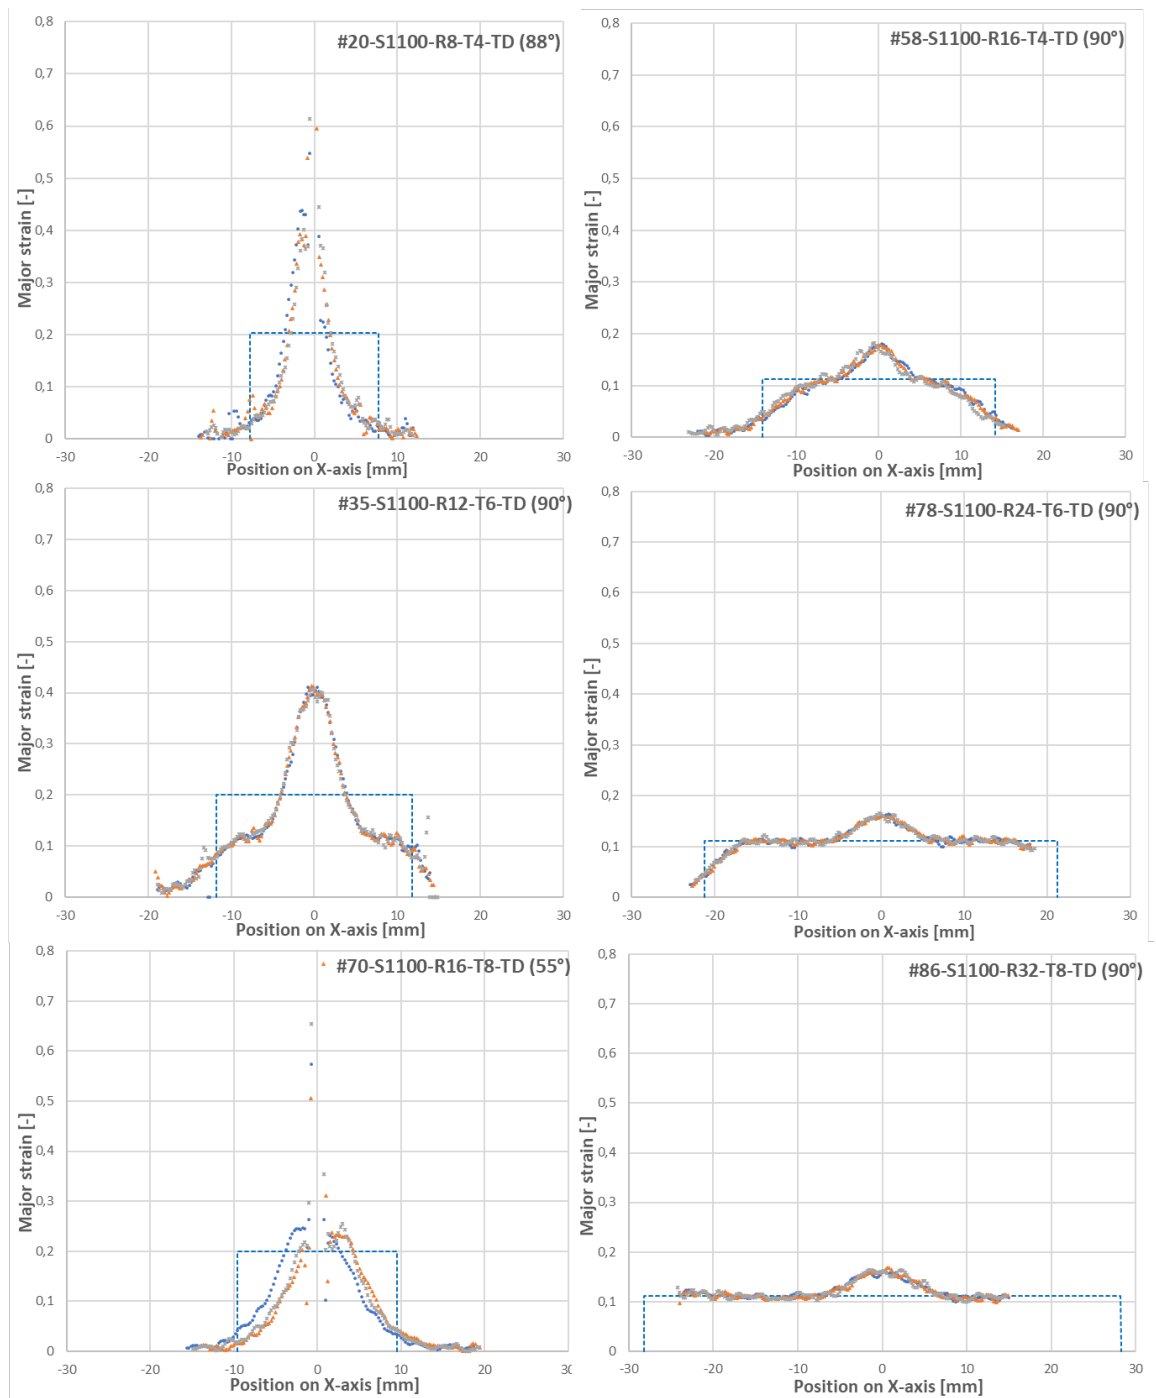 #20-S1100-R8-T4-TD (88°)
Major strain [-]
0,8
0,7
0,6
0,5
0,4
0,3
0,2
0,1
0
-30 -20 -10 0 10 20 30
Position on X-axis [mm]
#58-S1100-R16-T4-TD (90°)
Major strain [-]
0,8
0,7
0,6
0,5
0,4
0,3
0,2
0,1
0
-30 -20 -10 0 10 20 30
Position on X-axis [mm]
#35-S1100-R12-T6-TD (90°)
Major strain [-]
0,8
0,7
0,6
0,5
0,4
0,3
0,2
0,1
0
-30 -20 -10 0 10 20 30
Position on X-axis [mm]
#78-S1100-R24-T6-TD (90°)
Major strain [-]
0,8
0,7
0,6
0,5
0,4
0,3
0,2
0,1
0
-30 -20 -10 0 10 20 30
Position on X-axis [mm]
#70-S1100-R16-T8-TD (55°)
Major strain [-]
0,8
0,7
0,6
0,5
0,4
0,3
0,2
0,1
0
-30 -20 -10 0 10 20 30
Position on X-axis [mm]
#86-S1100-R32-T8-TD (90°)
Major strain [-]
0,8
0,7
0,6
0,5
0,4
0,3
0,2
0,1
0
-30 -20 -10 0 10 20 30
Position on X-axis [mm]